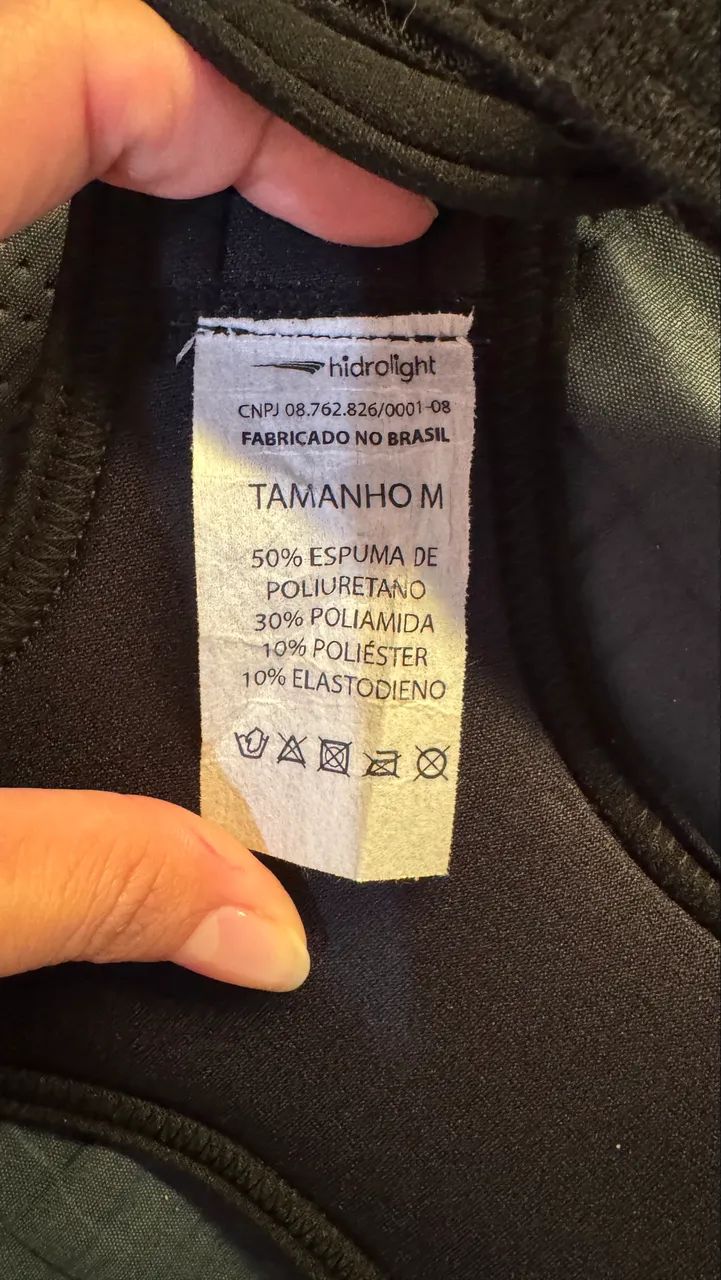 hidrolight
CNPJ 08.762.826/0001-08
FABRICADO NO BRASIL
TAMANHO M
50% ESPUMA DE
POLIURETANO
30% POLIAMIDA
10% POLIÉSTER
10% ELASTODIENO